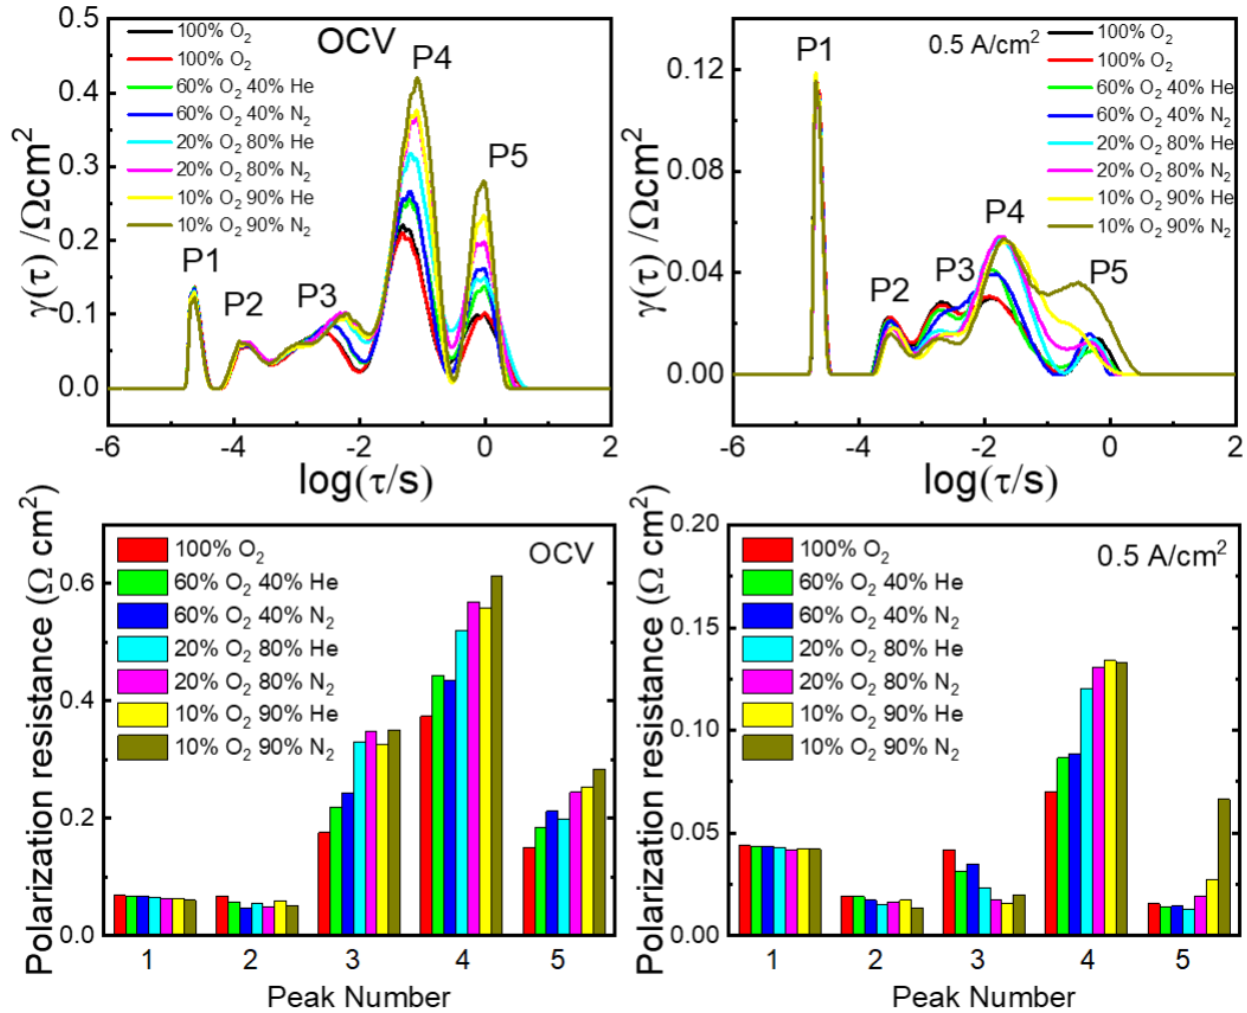 0.5
0.4
0.3
0.2
0.1
0.0
γ(τ) /Ωcm²
100% O₂
100% O₂
60% O₂ 40% He
60% O₂ 40% N₂
20% O₂ 80% He
20% O₂ 80% N₂
10% O₂ 90% He
10% O₂ 90% N₂
OCV
P1
P2
P3
P4
P5
-6 -4 -2 0 2
log(τ/s)
0.12
0.08
0.04
0.00
γ(τ) /Ωcm²
P1
0.5 A/cm²
100% O₂
100% O₂
60% O₂ 40% He
60% O₂ 40% N₂
20% O₂ 80% He
20% O₂ 80% N₂
10% O₂ 90% He
10% O₂ 90% N₂
P2
P3
P4
P5
-6 -4 -2 0 2
log(τ/s)
Polarization resistance (Ω cm²)
0.6
0.4
0.2
0.0
100% O₂
60% O₂ 40% He
60% O₂ 40% N₂
20% O₂ 80% He
20% O₂ 80% N₂
10% O₂ 90% He
10% O₂ 90% N₂
OCV
1 2 3 4 5
Peak Number
Polarization resistance (Ω cm²)
0.20
0.15
0.10
0.05
0.00
100% O₂
60% O₂ 40% He
60% O₂ 40% N₂
20% O₂ 80% He
20% O₂ 80% N₂
10% O₂ 90% He
10% O₂ 90% N₂
0.5 A/cm²
1 2 3 4 5
Peak Number